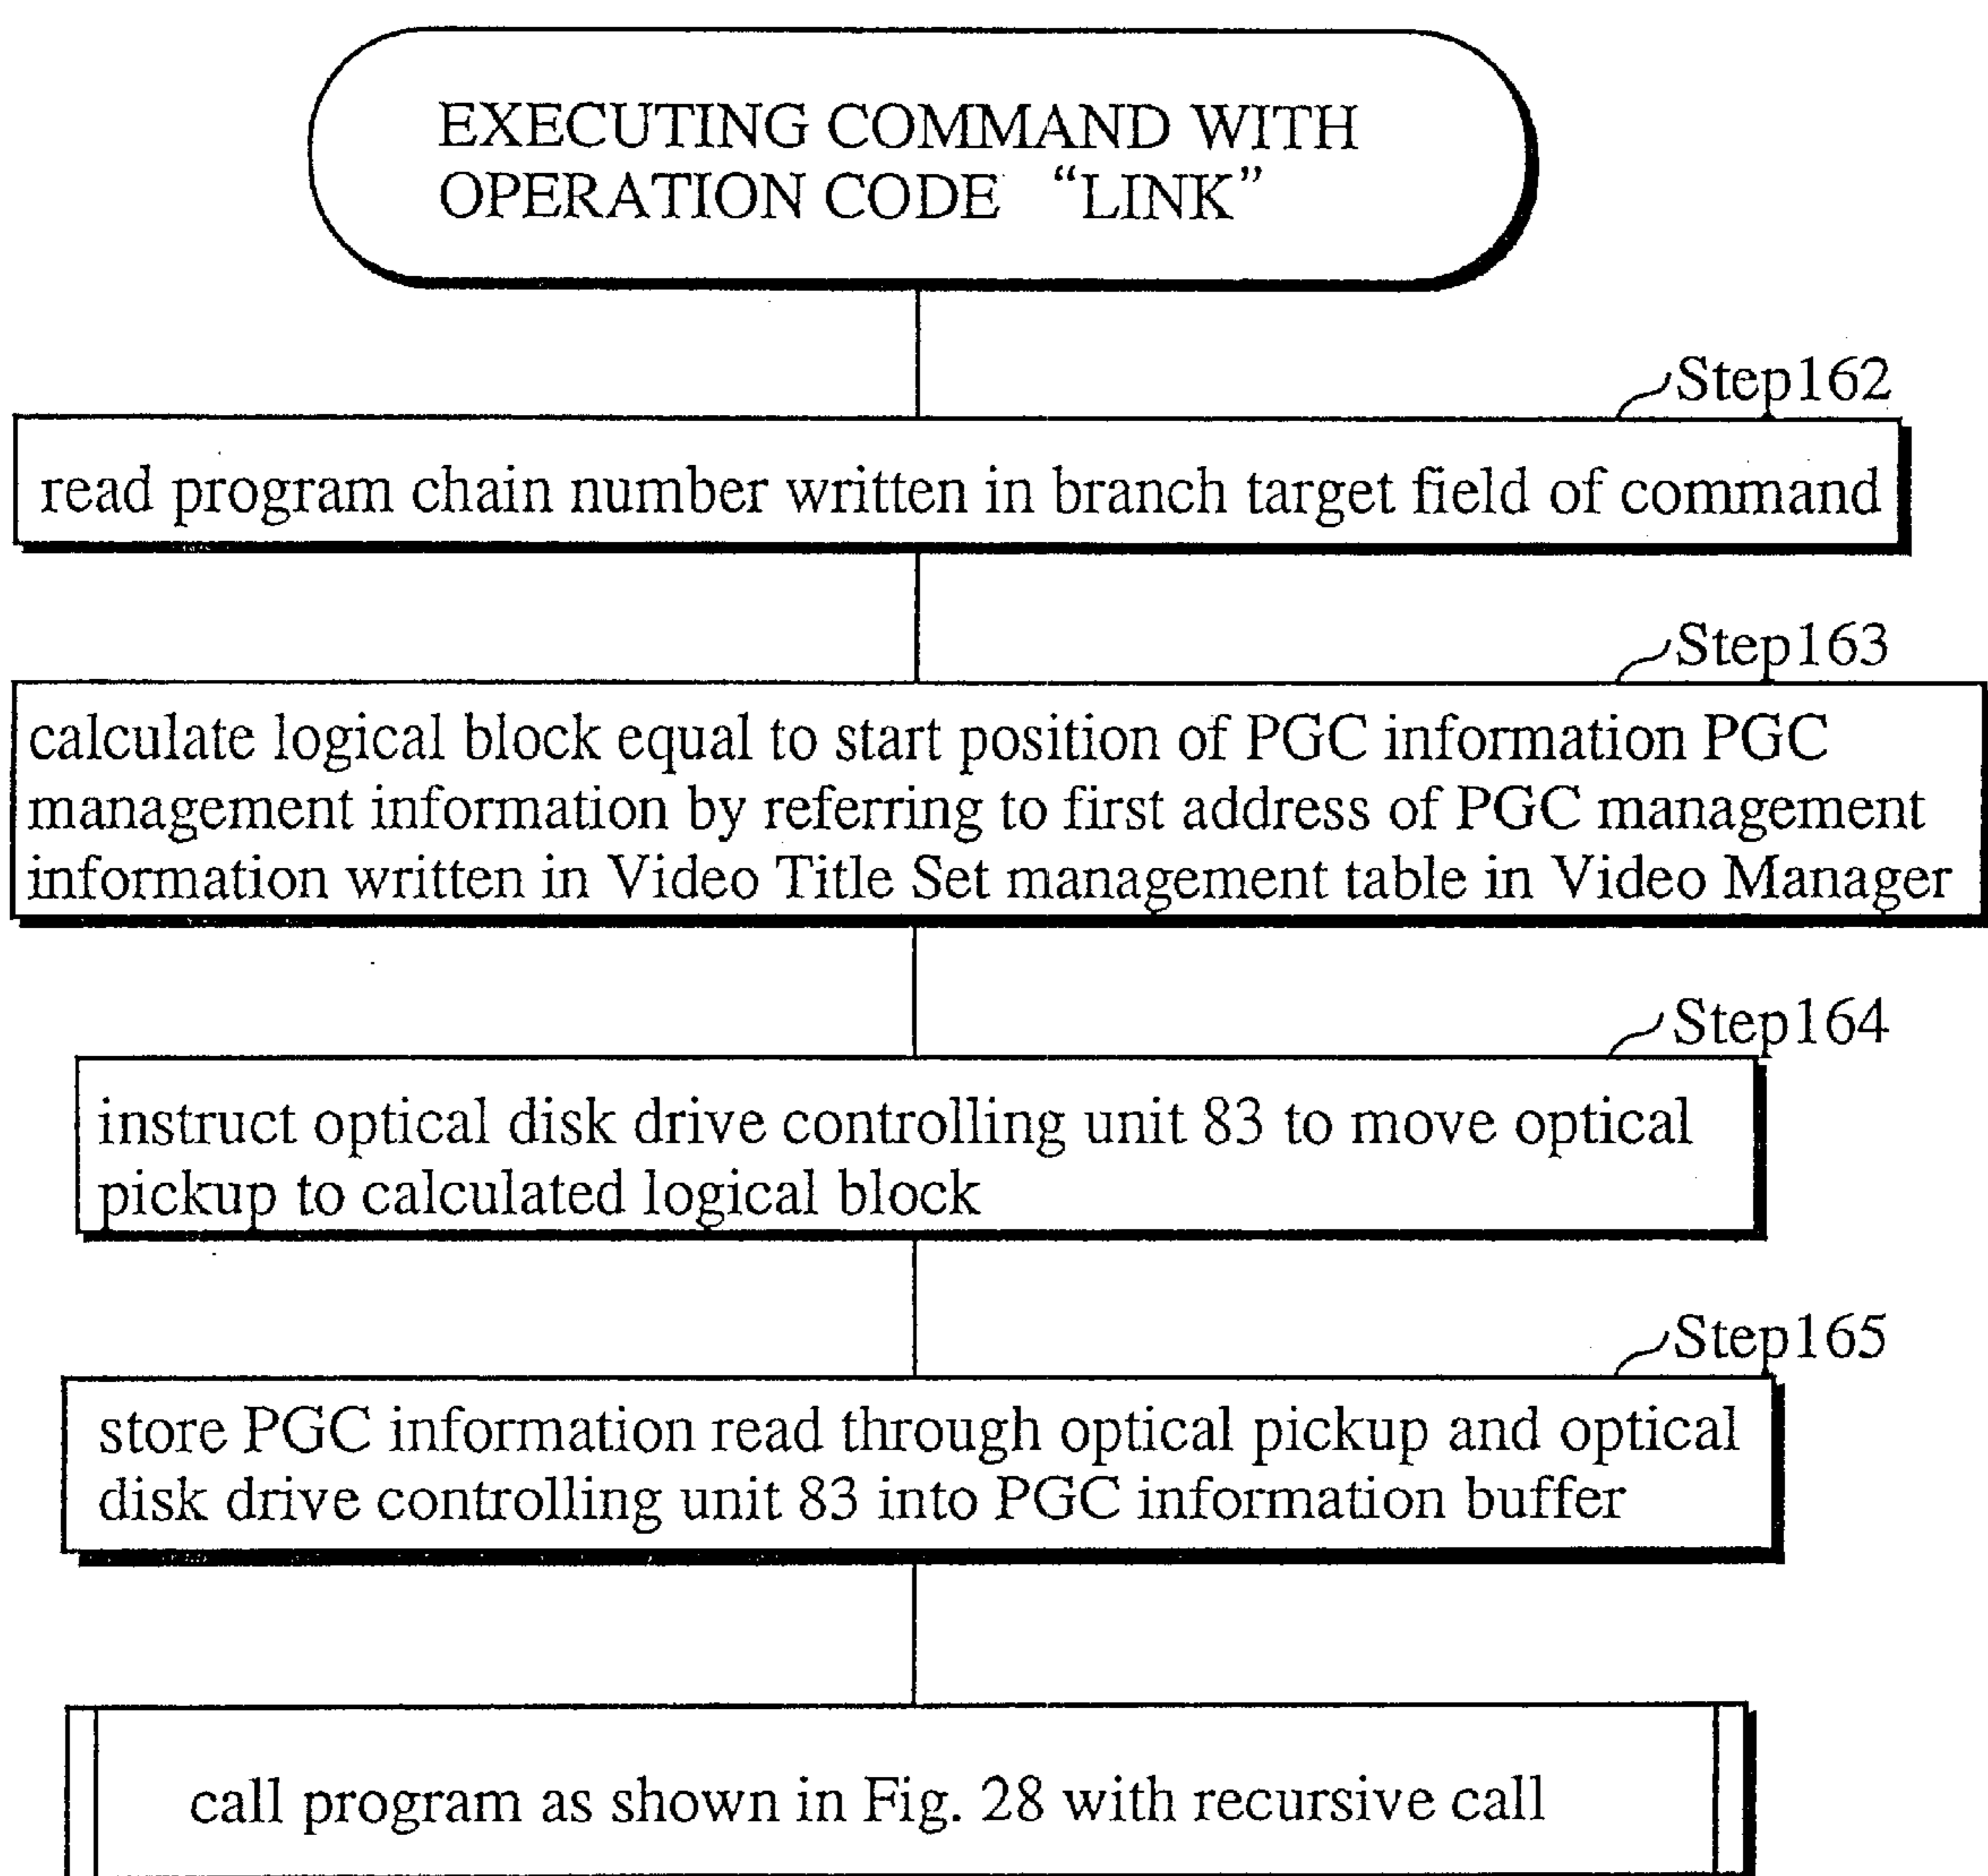 EXECUTING COMMAND WITH
OPERATION CODE “LINK”
Step162
read program chain number written in branch target field of command
Step163
calculate logical block equal to start position of PGC information PGC
management information by referring to first address of PGC management
information written in Video Title Set management table in Video Manager
Step164
instruct optical disk drive controlling unit 83 to move optical
pickup to calculated logical block
Step165
store PGC information read through optical pickup and optical
disk drive controlling unit 83 into PGC information buffer
call program as shown in Fig. 28 with recursive call